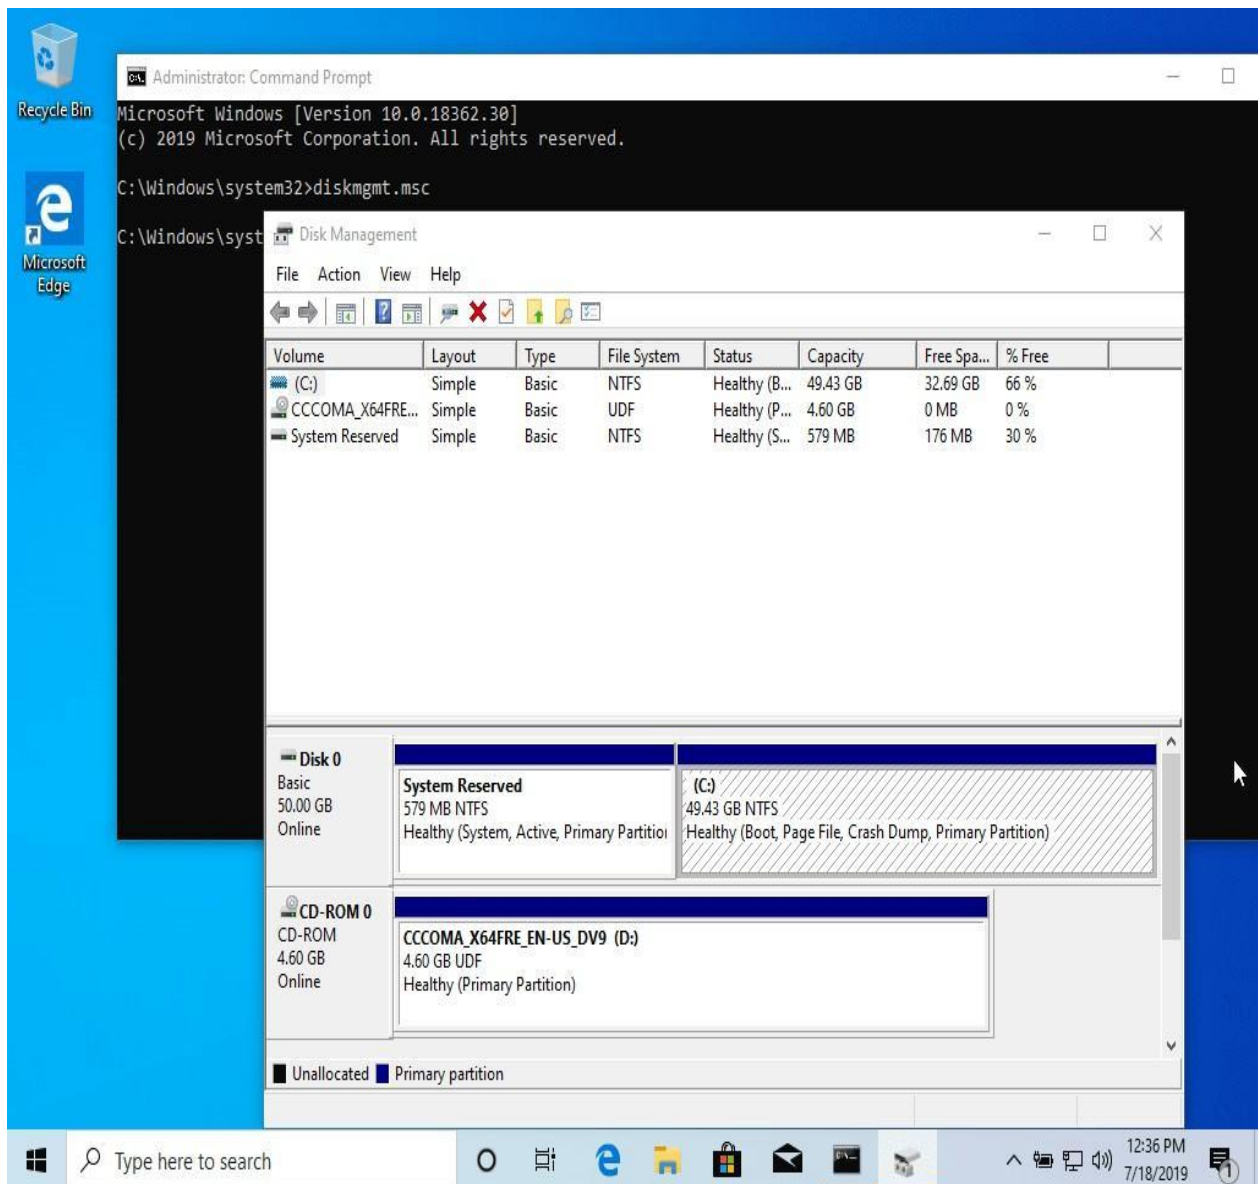 Recycle Bin
Microsoft
Edge
Administrator: Command Prompt
Microsoft Windows [Version 10.0.18362.30]
(c) 2019 Microsoft Corporation. All rights reserved.
C:\Windows\system32>diskmgmt.msc
C:\Windows\syst
Disk Management
File Action View Help
Volume Layout Type File System Status Capacity Free Spa... % Free
(C:) Simple Basic NTFS Healthy (B... 49.43 GB 32.69 GB 66 %
CCCOMA_X64FRE... Simple Basic UDF Healthy (P... 4.60 GB 0 MB 0 %
System Reserved Simple Basic NTFS Healthy (S... 579 MB 176 MB 30 %
Disk 0
Basic
50.00 GB
Online
System Reserved
579 MB NTFS
Healthy (System, Active, Primary Partitio
(C:)
49.43 GB NTFS
Healthy (Boot, Page File, Crash Dump, Primary Partition)
CD-ROM 0
CD-ROM
4.60 GB
Online
CCCOMA_X64FRE_EN-US_DV9 (D:)
4.60 GB UDF
Healthy (Primary Partition)
Unallocated Primary partition
Type here to search
12:36 PM
7/18/2019
1